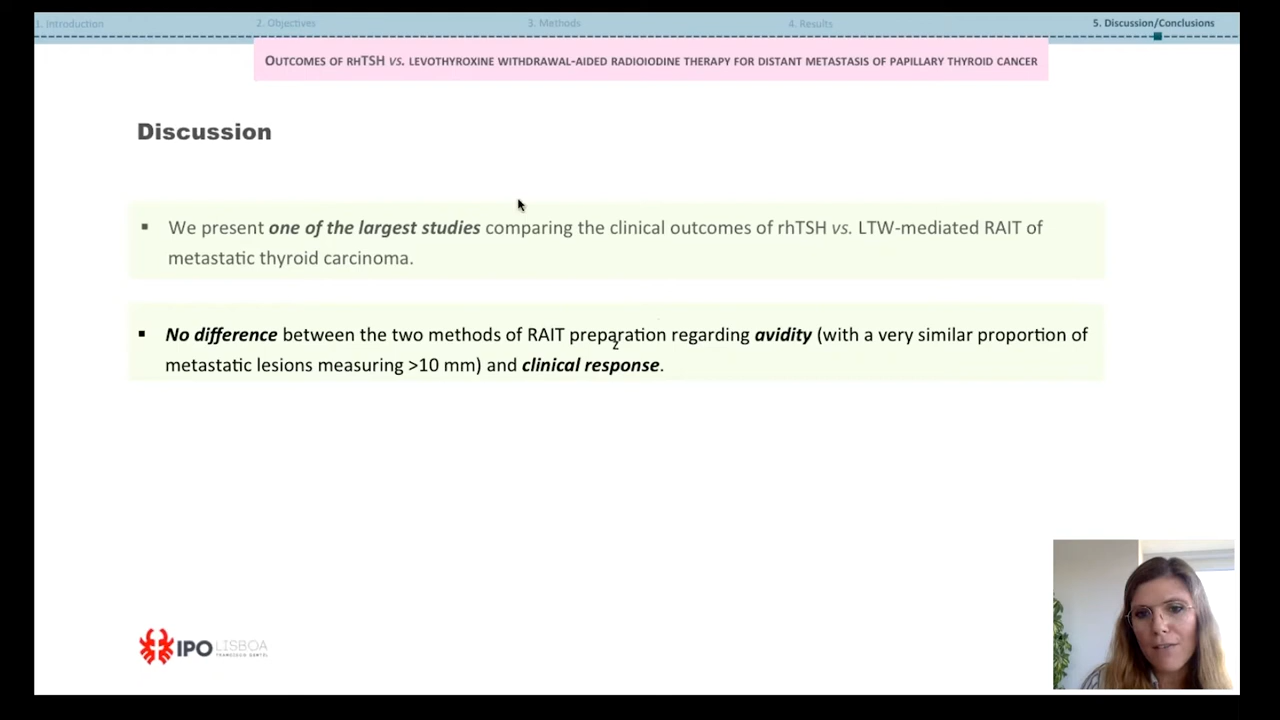 1. Introduction 2. Objectives 3. Methods 4. Results 5. Discussion/Conclusions
OUTCOMES OF RHTSH VS. LEVOTHYROXINE WITHDRAWAL-AIDED RADIOIODINE THERAPY FOR DISTANT METASTASIS OF PAPILLARY THYROID CANCER
Discussion
▪ We present one of the largest studies comparing the clinical outcomes of rhTSH vs. LTW-mediated RAIT of
metastatic thyroid carcinoma.
▪ No difference between the two methods of RAIT preparation regarding avidity (with a very similar proportion of
metastatic lesions measuring >10 mm) and clinical response.
2
IPO LISBOA